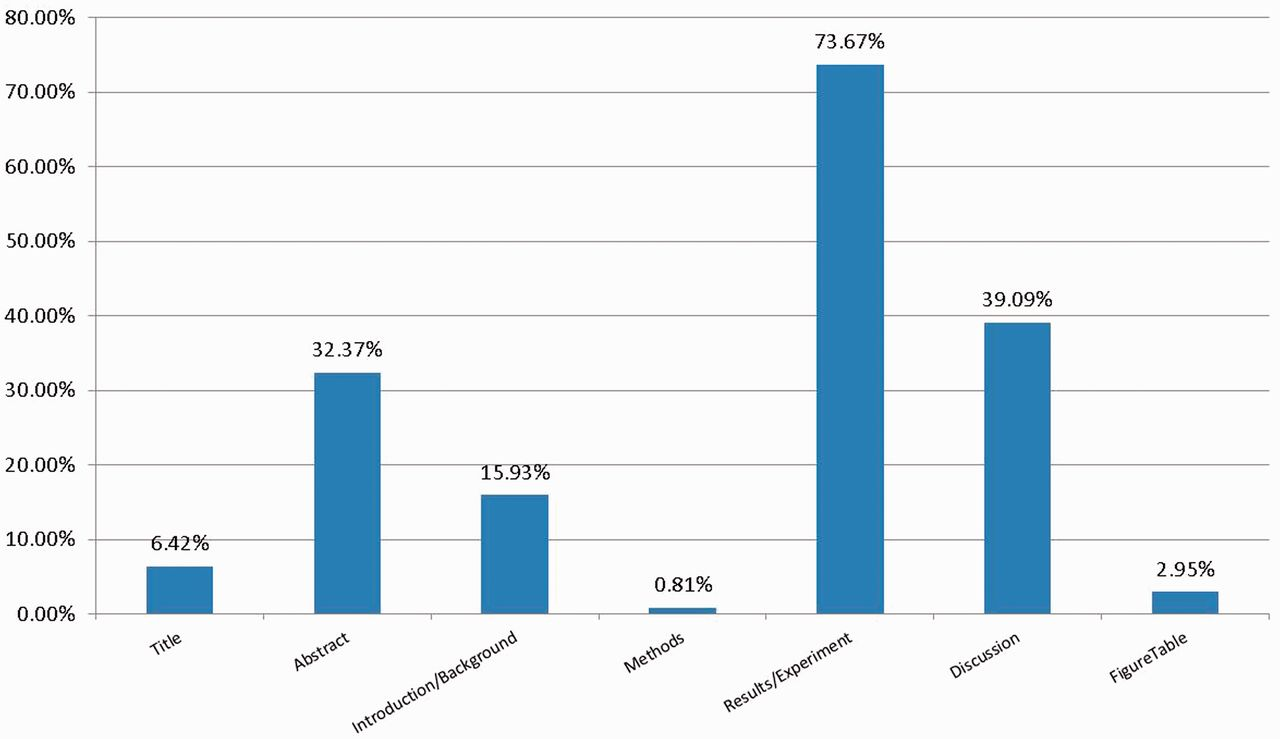 80.00%
70.00%
60.00%
50.00%
40.00%
30.00%
20.00%
10.00%
0.00%
6.42%
32.37%
15.93%
0.81%
73.67%
39.09%
2.95%
Title
Abstract
Introduction/Background
Methods
Results/Experiment
Discussion
FigureTable